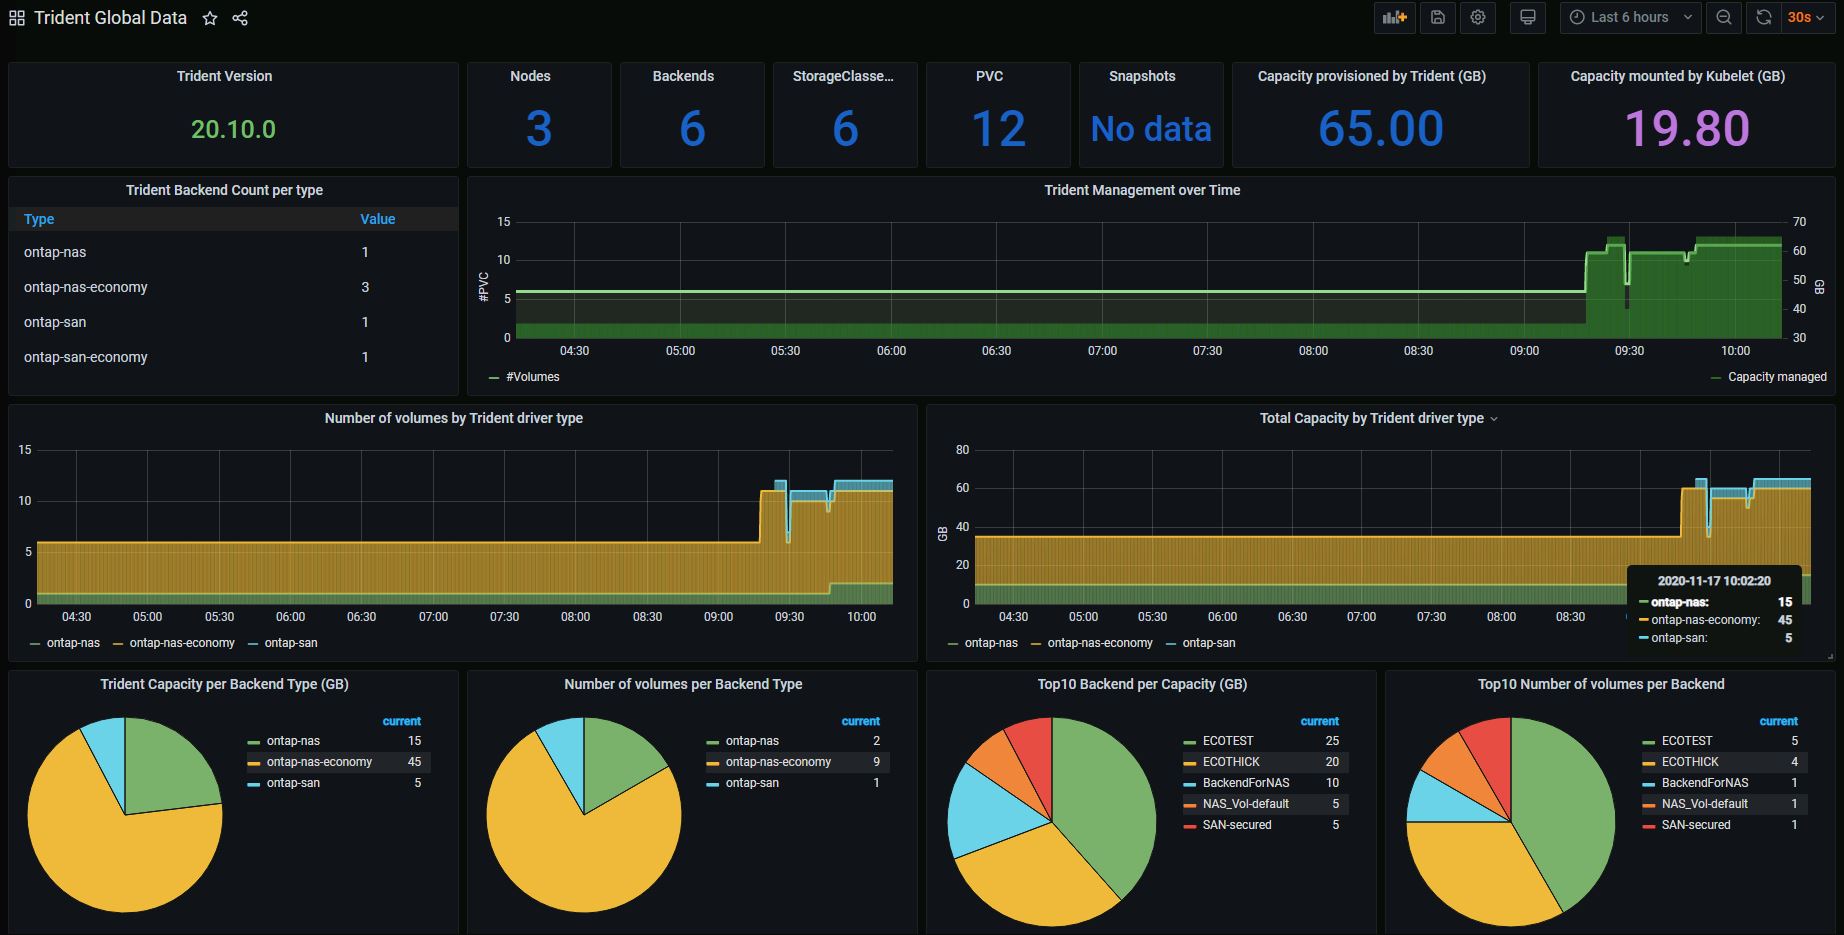 Trident Global Data
Last 6 hours
30s
Trident Version
20.10.0
Nodes
3
Backends
6
StorageClasse...
6
PVC
12
Snapshots
No data
Capacity provisioned by Trident (GB)
65.00
Capacity mounted by Kubelet (GB)
19.80
Trident Backend Count per type
Type Value
ontap-nas 1
ontap-nas-economy 3
ontap-san 1
ontap-san-economy 1
Trident Management over Time
15 70
60
10
50
#PVC GB
5
40
0 30
04:30 05:00 05:30 06:00 06:30 07:00 07:30 08:00 08:30 09:00 09:30 10:00
#Volumes Capacity managed
Number of volumes by Trident driver type
15
10
5
0
04:30 05:00 05:30 06:00 06:30 07:00 07:30 08:00 08:30 09:00 09:30 10:00
ontap-nas ontap-nas-economy ontap-san
Total Capacity by Trident driver type
80
60
40
GB
20
0
04:30 05:00 05:30 06:00 06:30 07:00 07:30 08:00 08:30
ontap-nas ontap-nas-economy ontap-san
2020-11-17 10:02:20
ontap-nas: 15
ontap-nas-economy: 45
ontap-san: 5
Trident Capacity per Backend Type (GB)
current
ontap-nas 15
ontap-nas-economy 45
ontap-san 5
Number of volumes per Backend Type
current
ontap-nas 2
ontap-nas-economy 9
ontap-san 1
Top10 Backend per Capacity (GB)
current
ECOTEST 25
ECOTHICK 20
BackendForNAS 10
NAS_Vol-default 5
SAN-secured 5
Top10 Number of volumes per Backend
current
ECOTEST 5
ECOTHICK 4
BackendForNAS 1
NAS_Vol-default 1
SAN-secured 1